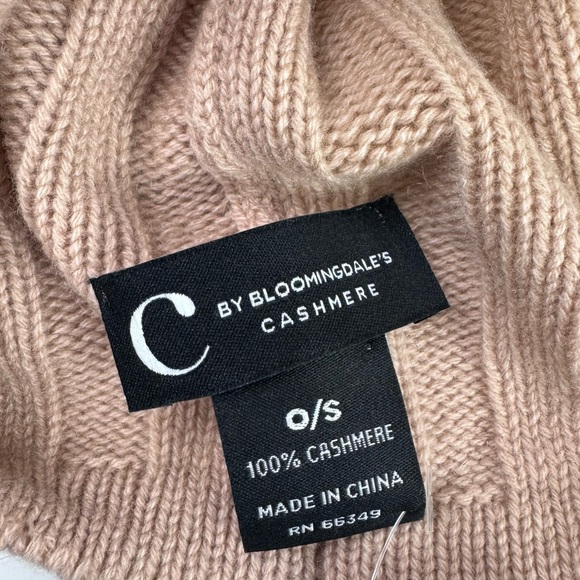 C BY BLOOMINGDALE'S
CASHMERE
O/S
100% CASHMERE
MADE IN CHINA
RN 66349